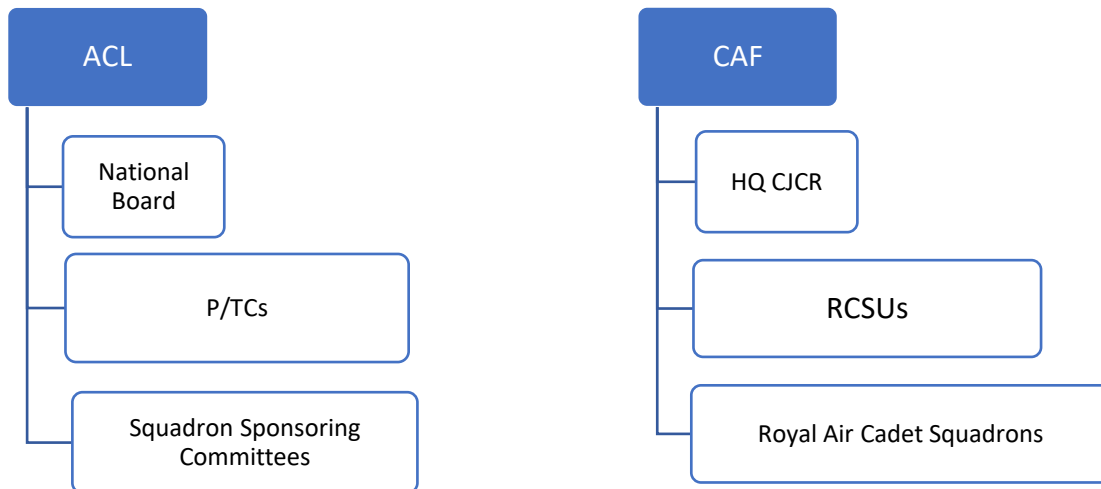 ACL
National
Board
P/TCs
Squadron Sponsoring
Committees
CAF
HQ CJCR
RCSUs
Royal Air Cadet Squadrons